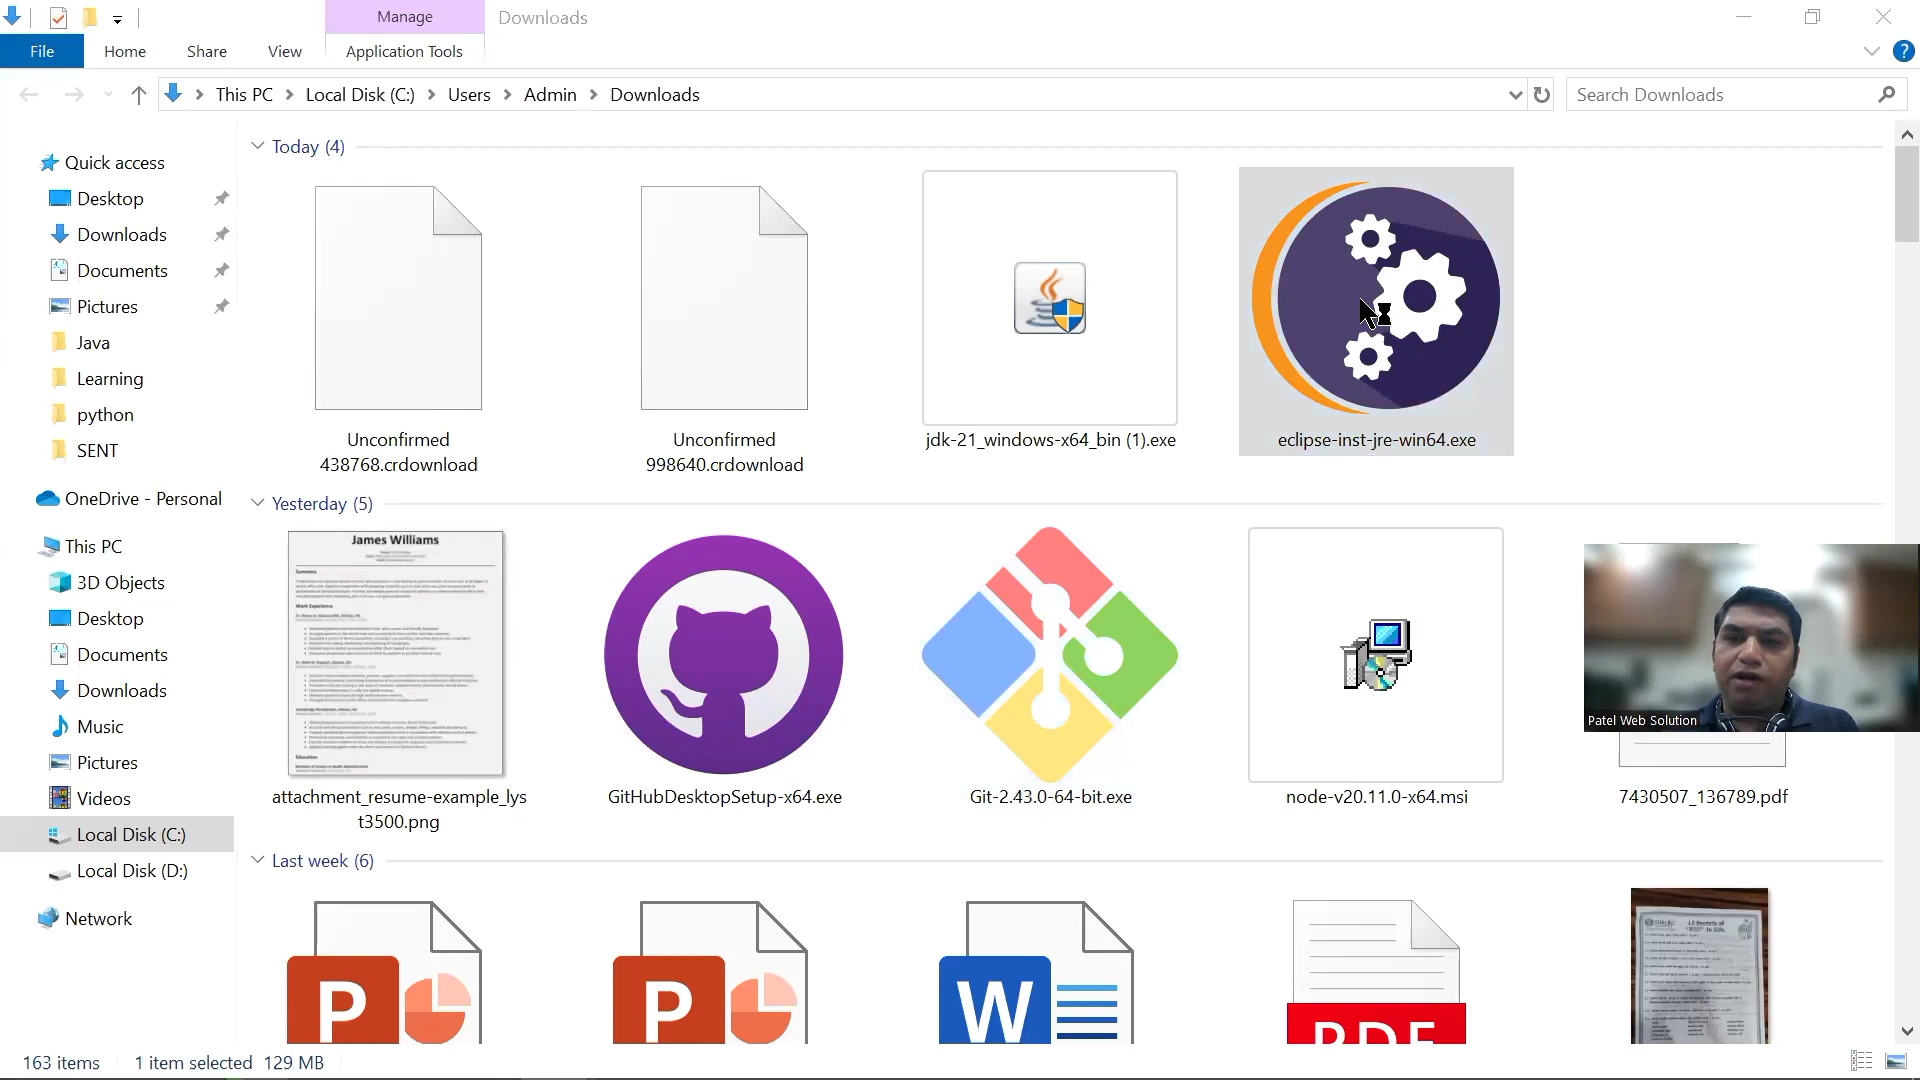 Manage
Downloads
File
Home
Share
View
Application Tools
This PC
Local Disk (C:)
Users
Admin
Downloads
Search Downloads
Quick access
Desktop
Downloads
Documents
Pictures
Java
Learning
python
SENT
OneDrive - Personal
This PC
3D Objects
Desktop
Documents
Downloads
Music
Pictures
Videos
Local Disk (C:)
Local Disk (D:)
Network
Today (4)
Unconfirmed
438768.crdownload
Unconfirmed
998640.crdownload
jdk-21_windows-x64_bin (1).exe
eclipse-inst-jre-win64.exe
Yesterday (5)
James Williams
Summary
Work Experience
Education
attachment_resume-example_lys
t3500.png
GitHubDesktopSetup-x64.exe
Git-2.43.0-64-bit.exe
node-v20.11.0-x64.msi
Patel Web Solution
7430507_136789.pdf
Last week (6)
P
P
W
PDF
163 items
1 item selected
129 MB